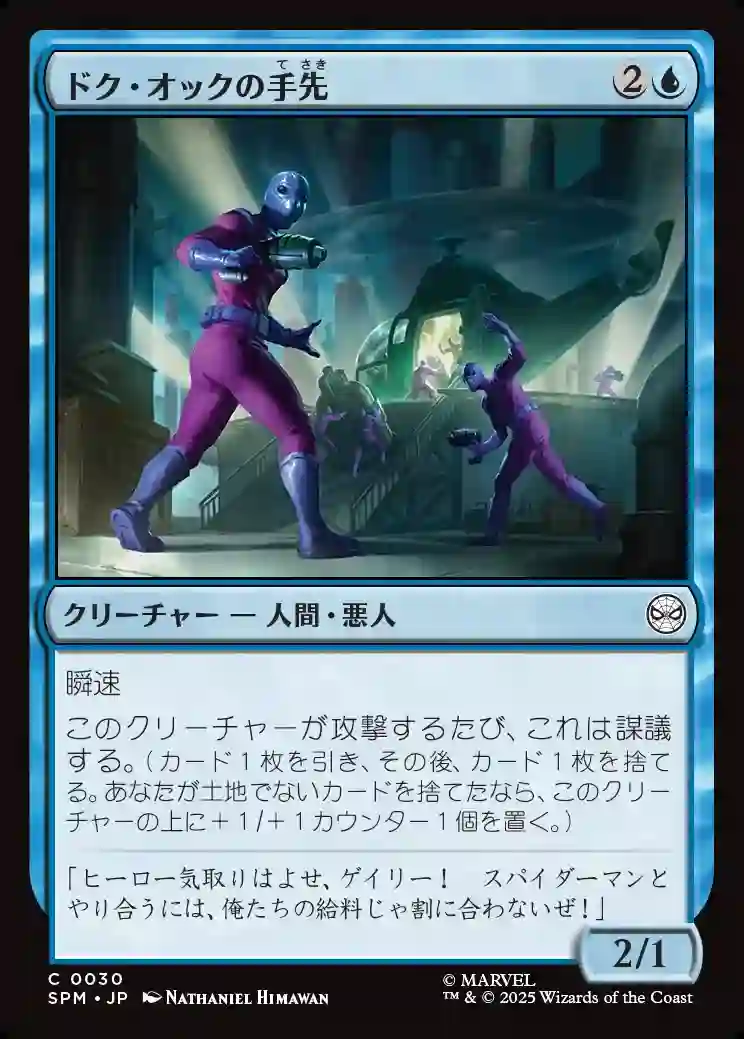 てさき
ドク・オックの手先 2
クリーチャー — 人間・悪人
瞬速
このクリーチャーが攻撃するたび、これは謀議
する。(カード1枚を引き、その後、カード1枚を捨て
る。あなたが土地でないカードを捨てたなら、このクリー
チャーの上に+1/+1カウンター1個を置く。)
「ヒーロー気取りはよせ、ゲイリー!　スパイダーマンと
やり合うには、俺たちの給料じゃ割に合わないぜ!」
2/1
C 0030 © MARVEL
SPM • JP NATHANIEL HIMAWAN ™ & © 2025 Wizards of the Coast